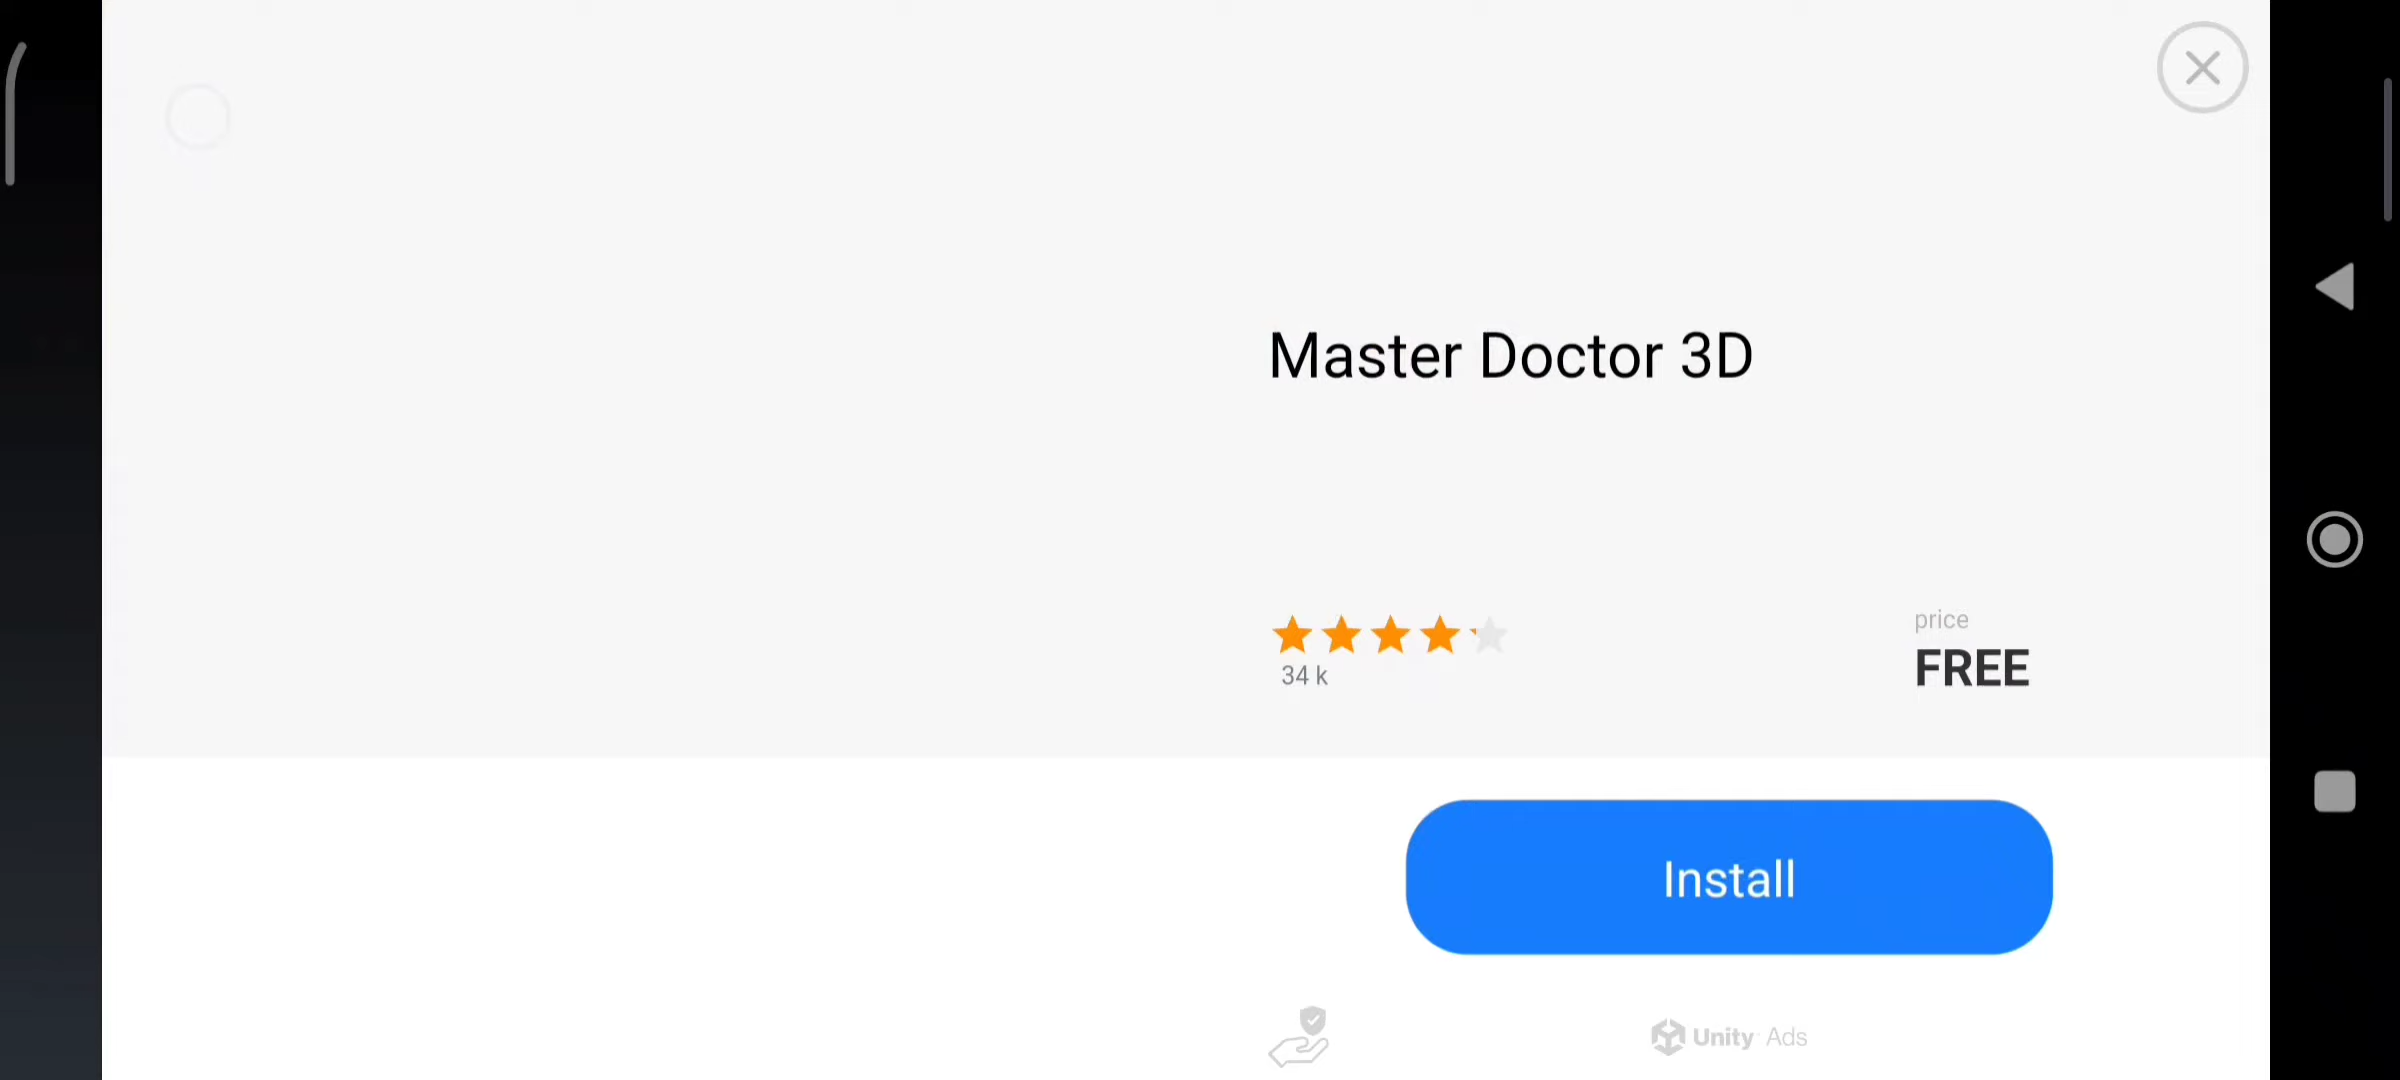 Master Doctor 3D
34 k
price
FREE
Install
Unity Ads